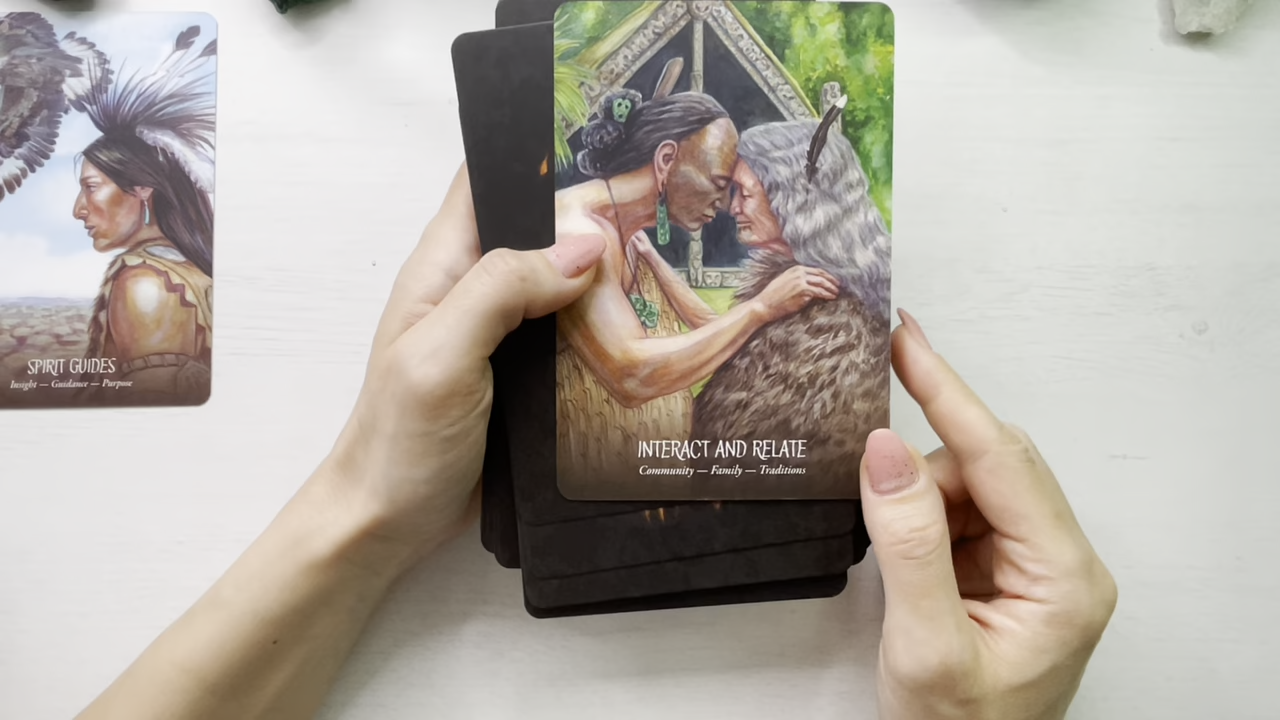 SPIRIT GUIDES
Insight — Guidance — Purpose
INTERACT AND RELATE
Community — Family — Traditions